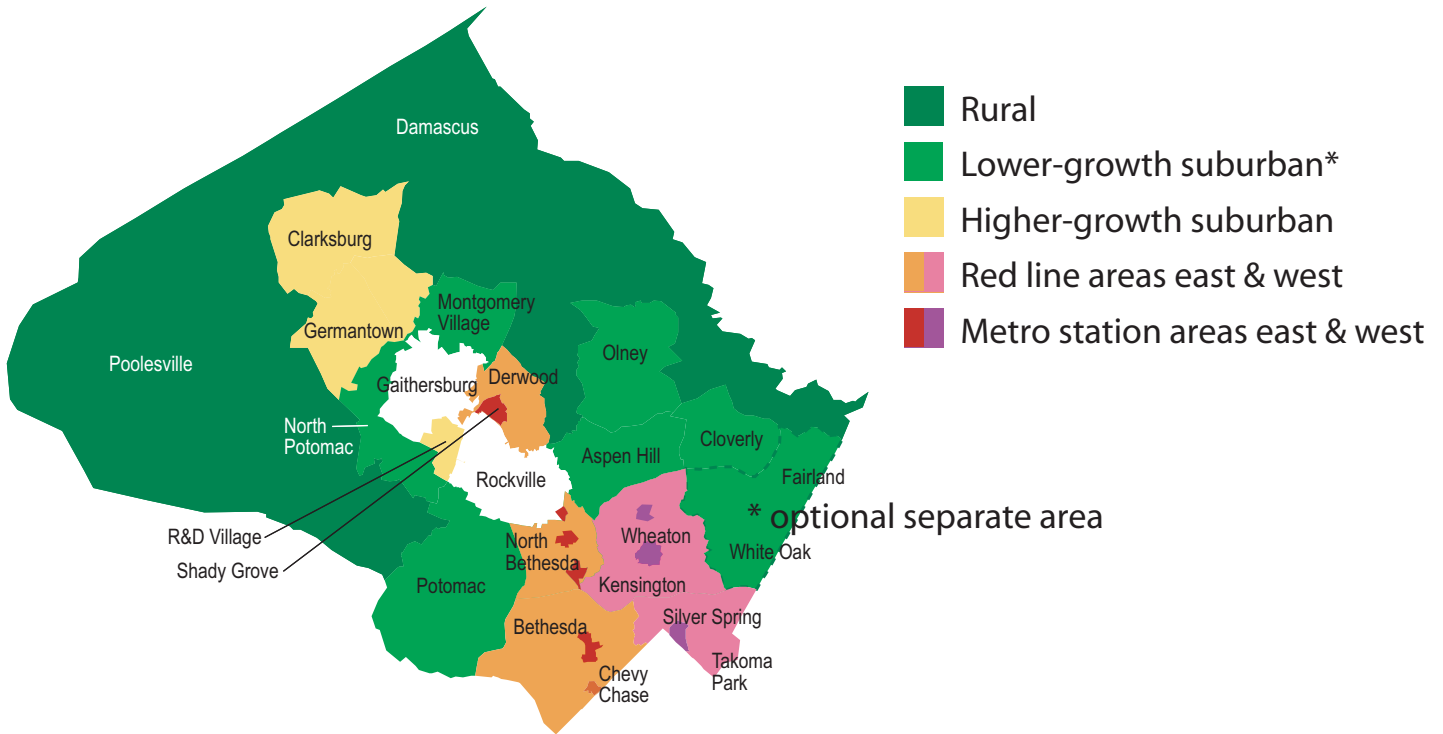 Damascus
Clarksburg
Montgomery
Village
Germantown
Olney
Poolesville
Gaithersburg
Derwood
North
Potomac
Cloverly
Aspen Hill
Fairland
Rockville
R&D Village
Shady Grove
North
Bethesda
Wheaton
White Oak
Potomac
Kensington
Bethesda
Silver Spring
Takoma
Park
Chevy
Chase
Rural
Lower-growth suburban*
Higher-growth suburban
Red line areas east & west
Metro station areas east & west
* optional separate area